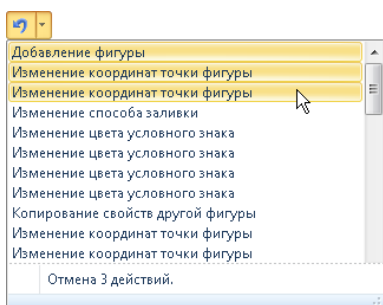 Добавление фигуры
Изменение координат точки фигуры
Изменение координат точки фигуры
Изменение способа заливки
Изменение цвета условного знака
Изменение цвета условного знака
Изменение цвета условного знака
Изменение цвета условного знака
Копирование свойств другой фигуры
Изменение координат точки фигуры
Изменение координат точки фигуры
Отмена 3 действий.